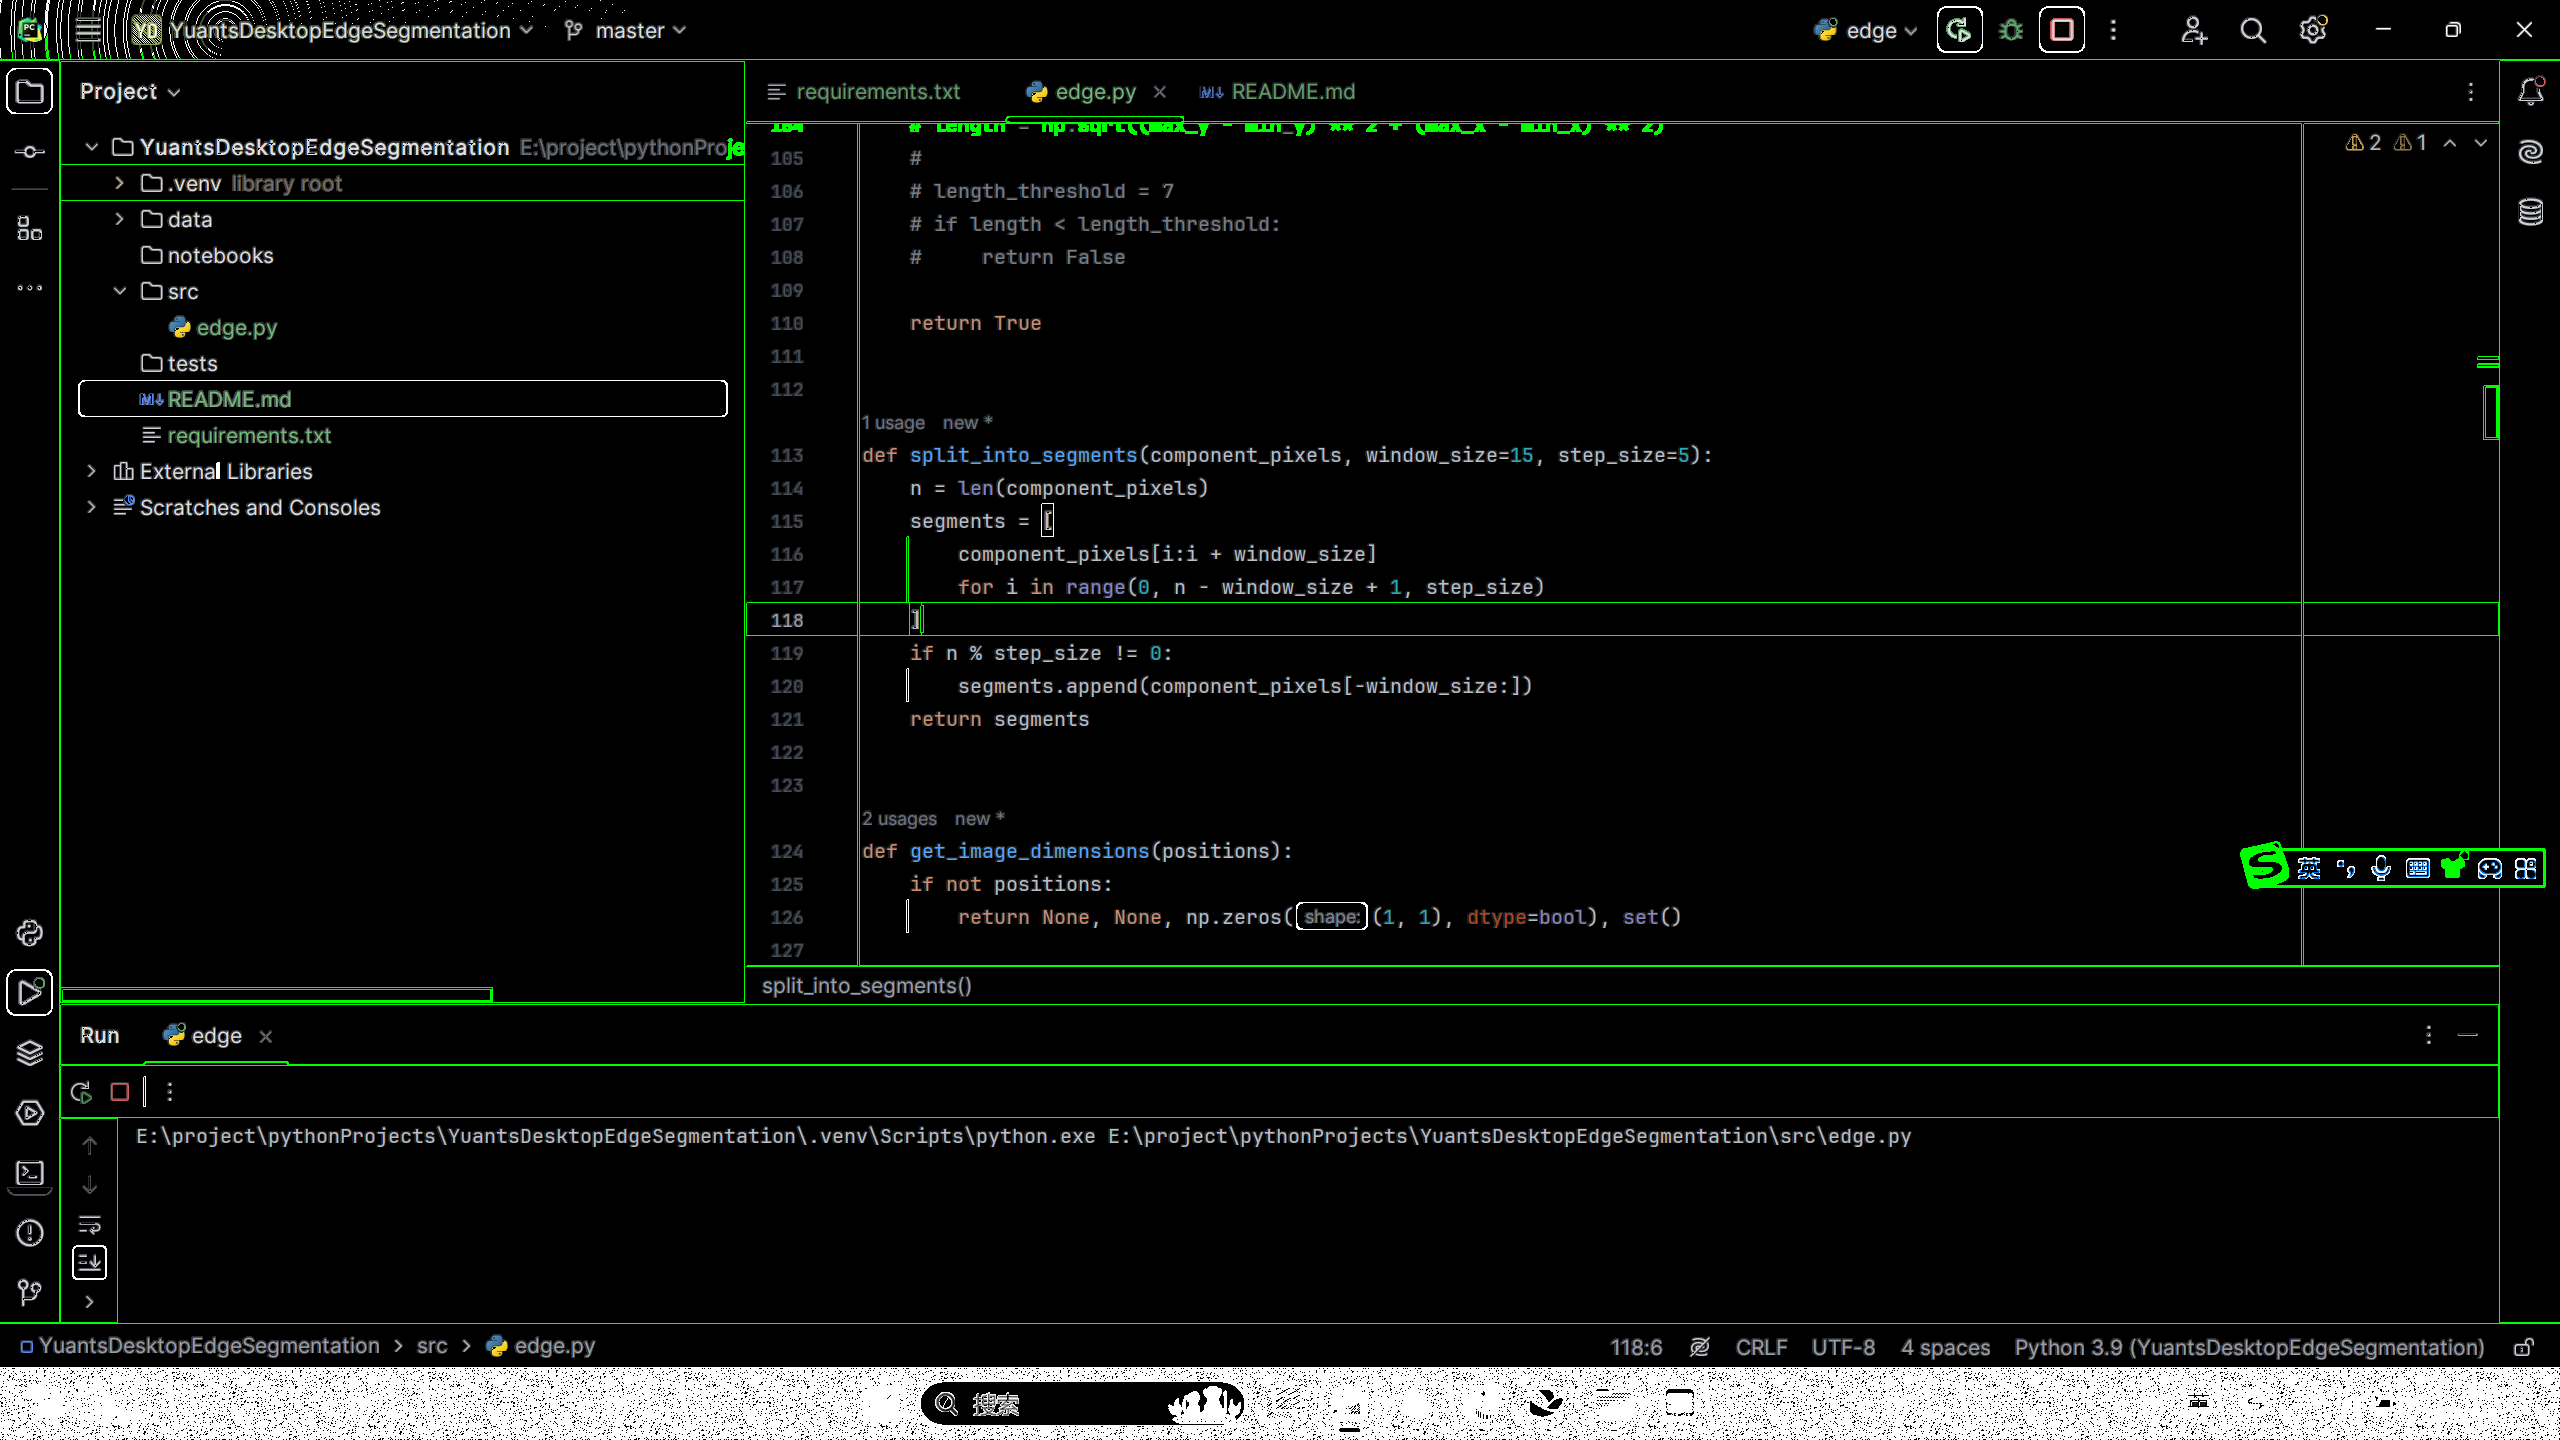 YD YuantsDesktopEdgeSegmentation master edge
Project
requirements.txt edge.py README.md
YuantsDesktopEdgeSegmentation E:\project\pythonProje
.venv library root
data
notebooks
src
edge.py
tests
README.md
requirements.txt
External Libraries
Scratches and Consoles
2 1
104 # length = np.sqrt((max_y - min_y) ** 2 + (max_x - min_x) ** 2)
105 #
106 # length_threshold = 7
107 # if length < length_threshold:
108 #     return False
109
110 return True
111
112
1 usage new *
113 def split_into_segments(component_pixels, window_size=15, step_size=5):
114     n = len(component_pixels)
115     segments = [
116         component_pixels[i:i + window_size]
117         for i in range(0, n - window_size + 1, step_size)
118     ]
119     if n % step_size != 0:
120         segments.append(component_pixels[-window_size:])
121     return segments
122
123
2 usages new *
124 def get_image_dimensions(positions):
125     if not positions:
126         return None, None, np.zeros( shape: (1, 1), dtype=bool), set()
127
英
split_into_segments()
Run edge
E:\project\pythonProjects\YuantsDesktopEdgeSegmentation\.venv\Scripts\python.exe E:\project\pythonProjects\YuantsDesktopEdgeSegmentation\src\edge.py
YuantsDesktopEdgeSegmentation > src > edge.py
118:6 CRLF UTF-8 4 spaces Python 3.9 (YuantsDesktopEdgeSegmentation)
搜索